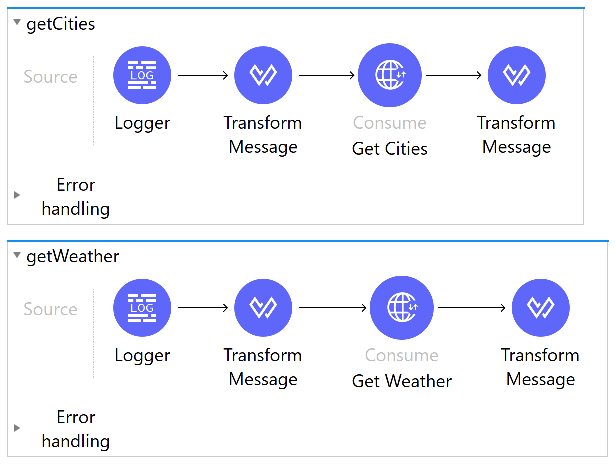 getCities
Source
LOG
Logger
Transform
Message
Consume
Get Cities
Transform
Message
Error
handling
getWeather
Source
LOG
Logger
Transform
Message
Consume
Get Weather
Transform
Message
Error
handling